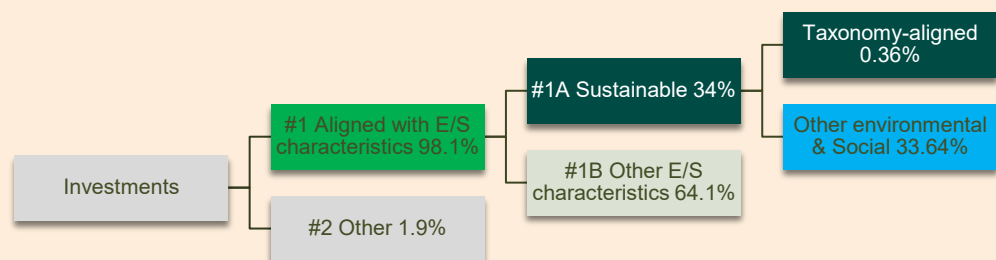 Investments
#1 Aligned with E/S
characteristics 98.1%
#2 Other 1.9%
#1A Sustainable 34%
#1B Other E/S
characteristics 64.1%
Taxonomy-aligned
0.36%
Other environmental
& Social 33.64%